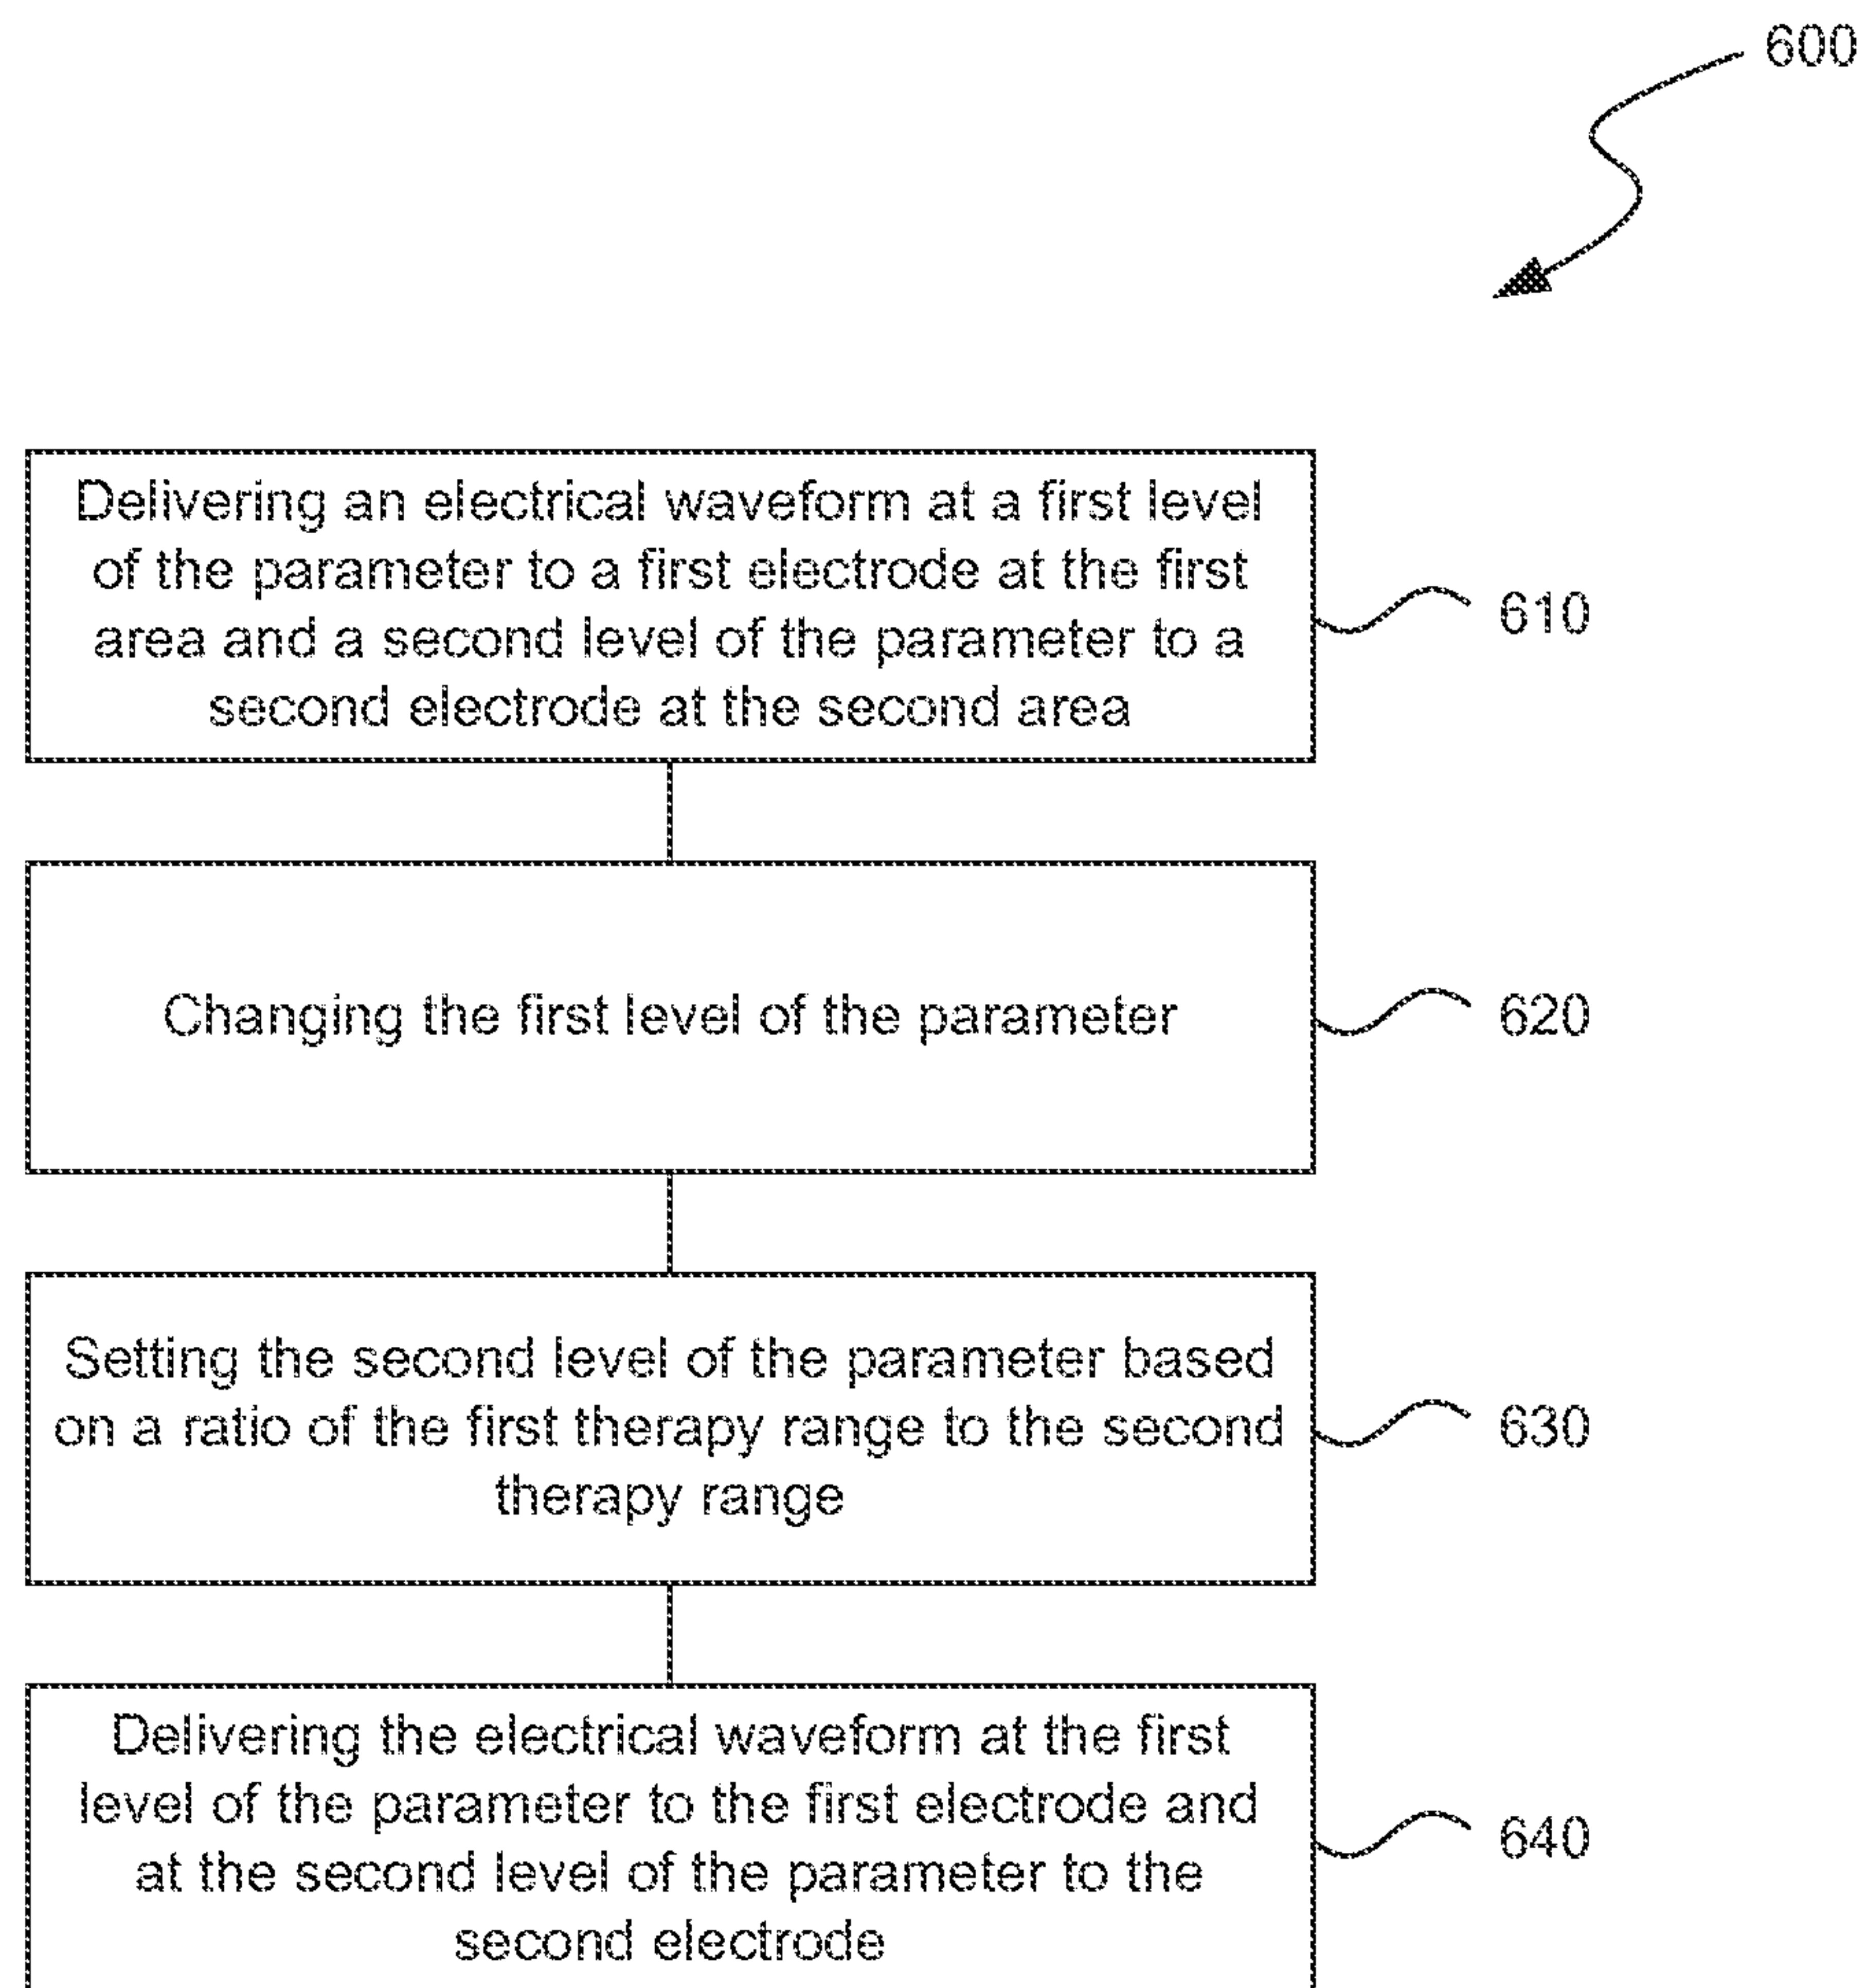 600
Delivering an electrical waveform at a first level
of the parameter to a first electrode at the first
area and a second level of the parameter to a
second electrode at the second area
610
Changing the first level of the parameter
620
Setting the second level of the parameter based
on a ratio of the first therapy range to the second
therapy range
630
Delivering the electrical waveform at the first
level of the parameter to the first electrode and
at the second level of the parameter to the
second electrode
640